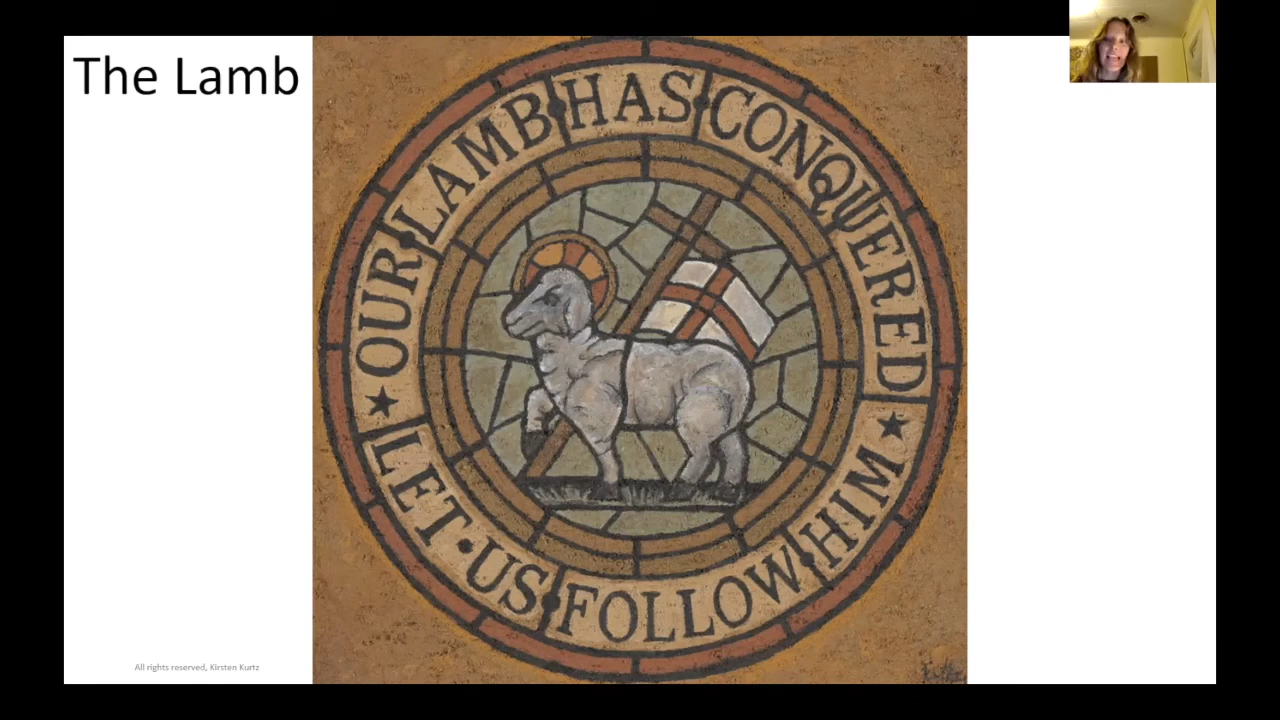 The Lamb
OUR LAMB HAS CONQUERED
LET US FOLLOW HIM
All rights reserved, Kirsten Kurtz